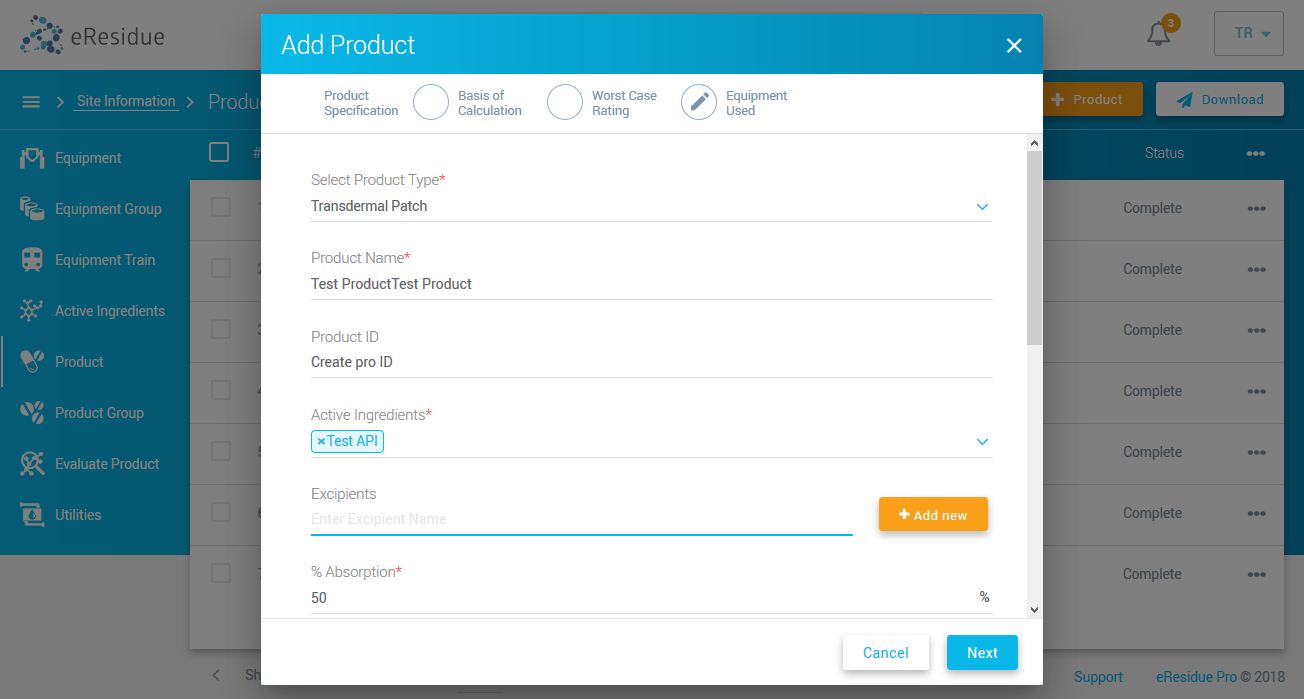 eResidue
Add Product
3
TR
Site Information
Product
Download
Product
Specification
Basis of
Calculation
Worst Case
Rating
Equipment
Used
#
Status
Equipment
Equipment Group
Equipment Train
Active Ingredients
Product
Product Group
Evaluate Product
Utilities
Select Product Type*
Transdermal Patch
Product Name*
Test ProductTest Product
Product ID
Create pro ID
Active Ingredients*
×Test API
Excipients
Enter Excipient Name
Add new
% Absorption*
50
%
Complete
Complete
Complete
Complete
Complete
Complete
Complete
Cancel
Next
Support
eResidue Pro © 2018